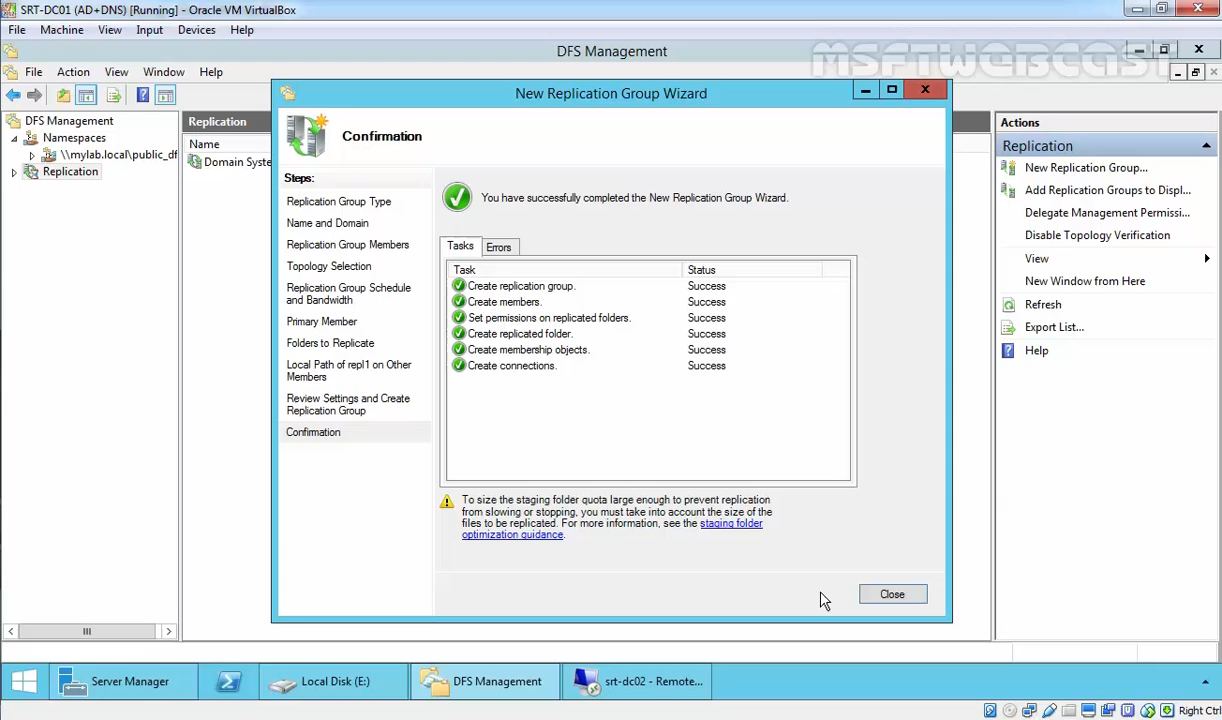 SRT-DC01 (AD+DNS) [Running] - Oracle VM VirtualBox
File Machine View Input Devices Help
DFS Management
MSFTWEBCAST
File Action View Window Help
New Replication Group Wizard
DFS Management
Namespaces
\\mylab.local\public_df
Replication
Replication
Name
Domain Syste
Confirmation
Steps:
Replication Group Type
Name and Domain
Replication Group Members
Topology Selection
Replication Group Schedule
and Bandwidth
Primary Member
Folders to Replicate
Local Path of repl1 on Other
Members
Review Settings and Create
Replication Group
Confirmation
You have successfully completed the New Replication Group Wizard.
Tasks Errors
Task Status
Create replication group. Success
Create members. Success
Set permissions on replicated folders. Success
Create replicated folder. Success
Create membership objects. Success
Create connections. Success
To size the staging folder quota large enough to prevent replication
from slowing or stopping, you must take into account the size of the
files to be replicated. For more information, see the staging folder
optimization guidance.
Close
Actions
Replication
New Replication Group...
Add Replication Groups to Displ...
Delegate Management Permissi...
Disable Topology Verification
View
New Window from Here
Refresh
Export List...
Help
Server Manager
Local Disk (E:)
DFS Management
srt-dc02 - Remote...
Right Ctrl